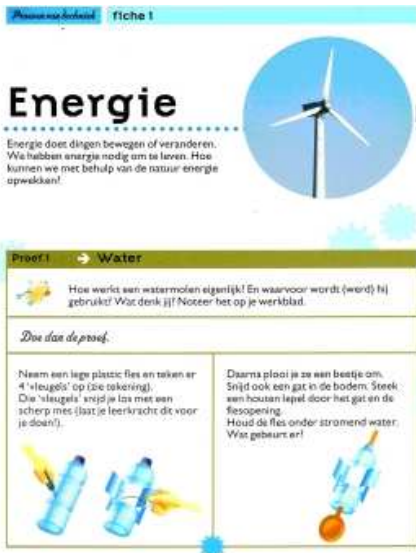 Proeven van techniek fiche 1
Energie
Energie doet dingen bewegen of veranderen.
We hebben energie nodig om te leven. Hoe
kunnen we met behulp van de natuur energie
opwekken?
Proef 1 → Water
Hoe werkt een watermolen eigenlijk? En waarvoor wordt (werd) hij
gebruikt? Wat denk jij? Noteer het op je werkblad.
Doe dan de proef.
Neem een lege plastic fles en teken er
4 'vleugels' op (zie tekening).
Die 'vleugels' snijd je los met een
scherp mes (laat je leerkracht dit voor
je doen!).
Daarna plooi je ze een beetje om.
Snijd ook een gat in de bodem. Steek
een houten lepel door het gat en de
flesopening.
Houd de fles onder stromend water.
Wat gebeurt er?